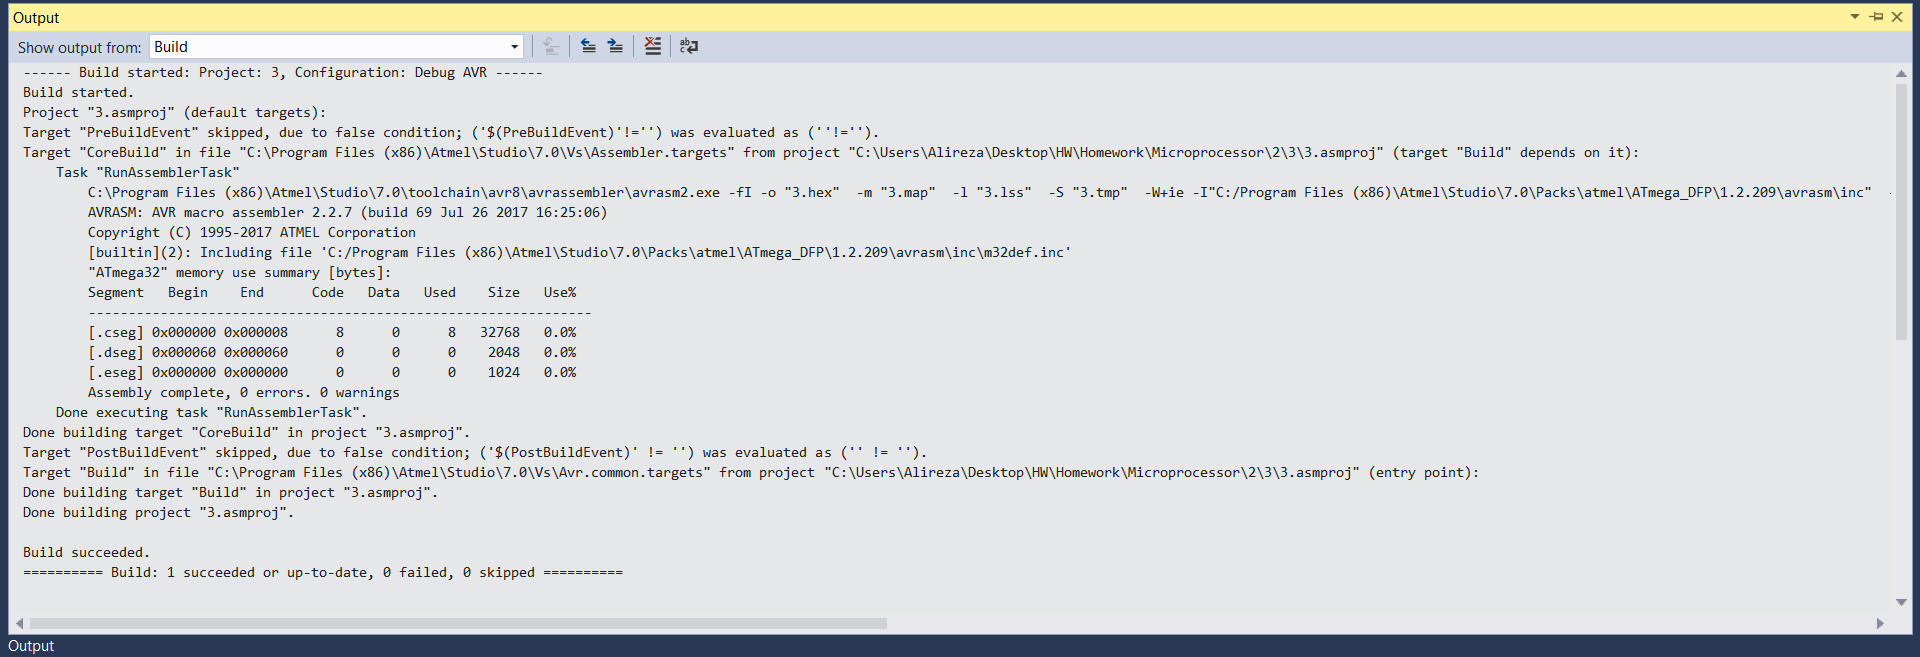 Output
Show output from: Build
------ Build started: Project: 3, Configuration: Debug AVR ------
Build started.
Project "3.asmproj" (default targets):
Target "PreBuildEvent" skipped, due to false condition; ('$(PreBuildEvent)'!='') was evaluated as (''!='').
Target "CoreBuild" in file "C:\Program Files (x86)\Atmel\Studio\7.0\Vs\Assembler.targets" from project "C:\Users\Alireza\Desktop\HW\Homework\Microprocessor\2\3\3.asmproj" (target "Build" depends on it):
    Task "RunAssemblerTask"
        C:\Program Files (x86)\Atmel\Studio\7.0\toolchain\avr8\avrassembler\avrasm2.exe -fI -o "3.hex"  -m "3.map"  -l "3.lss"  -S "3.tmp"  -W+ie -I"C:/Program Files (x86)\Atmel\Studio\7.0\Packs\atmel\ATmega_DFP\1.2.209\avrasm\inc"  -
        AVRASM: AVR macro assembler 2.2.7 (build 69 Jul 26 2017 16:25:06)
        Copyright (C) 1995-2017 ATMEL Corporation
        [builtin](2): Including file 'C:/Program Files (x86)\Atmel\Studio\7.0\Packs\atmel\ATmega_DFP\1.2.209\avrasm\inc\m32def.inc'
        "ATmega32" memory use summary [bytes]:
        Segment   Begin    End      Code   Data   Used    Size   Use%
        ---------------------------------------------------------------
        [.cseg] 0x000000 0x000008      8      0      8   32768   0.0%
        [.dseg] 0x000060 0x000060      0      0      0    2048   0.0%
        [.eseg] 0x000000 0x000000      0      0      0    1024   0.0%
        Assembly complete, 0 errors. 0 warnings
    Done executing task "RunAssemblerTask".
Done building target "CoreBuild" in project "3.asmproj".
Target "PostBuildEvent" skipped, due to false condition; ('$(PostBuildEvent)' != '') was evaluated as ('' != '').
Target "Build" in file "C:\Program Files (x86)\Atmel\Studio\7.0\Vs\Avr.common.targets" from project "C:\Users\Alireza\Desktop\HW\Homework\Microprocessor\2\3\3.asmproj" (entry point):
Done building target "Build" in project "3.asmproj".
Done building project "3.asmproj".
Build succeeded.
========== Build: 1 succeeded or up-to-date, 0 failed, 0 skipped ==========
Output